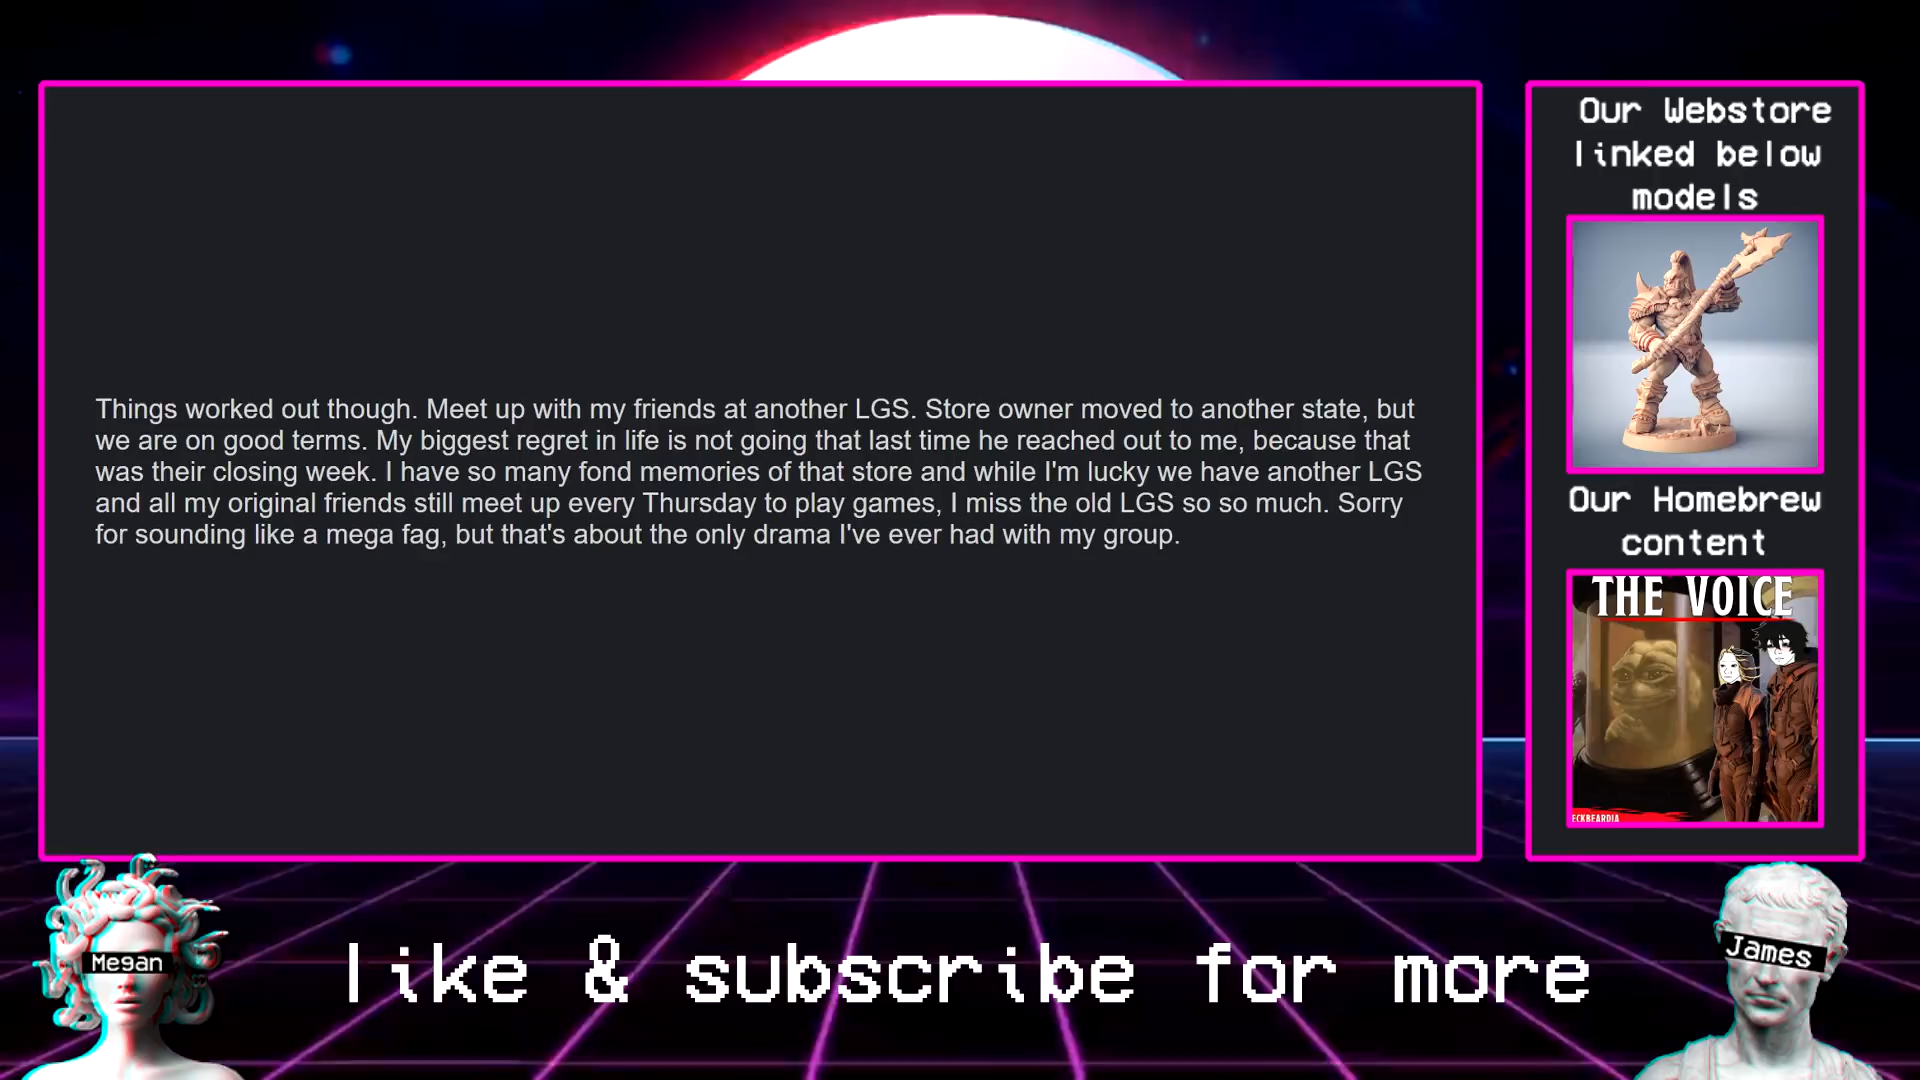 Our Webstore
linked below
models
Things worked out though. Meet up with my friends at another LGS. Store owner moved to another state, but
we are on good terms. My biggest regret in life is not going that last time he reached out to me, because that
was their closing week. I have so many fond memories of that store and while I'm lucky we have another LGS
and all my original friends still meet up every Thursday to play games, I miss the old LGS so so much. Sorry
for sounding like a mega fag, but that's about the only drama I've ever had with my group.
Our Homebrew
content
THE VOICE
ECKBEARDIA
Megan
like & subscribe for more
James